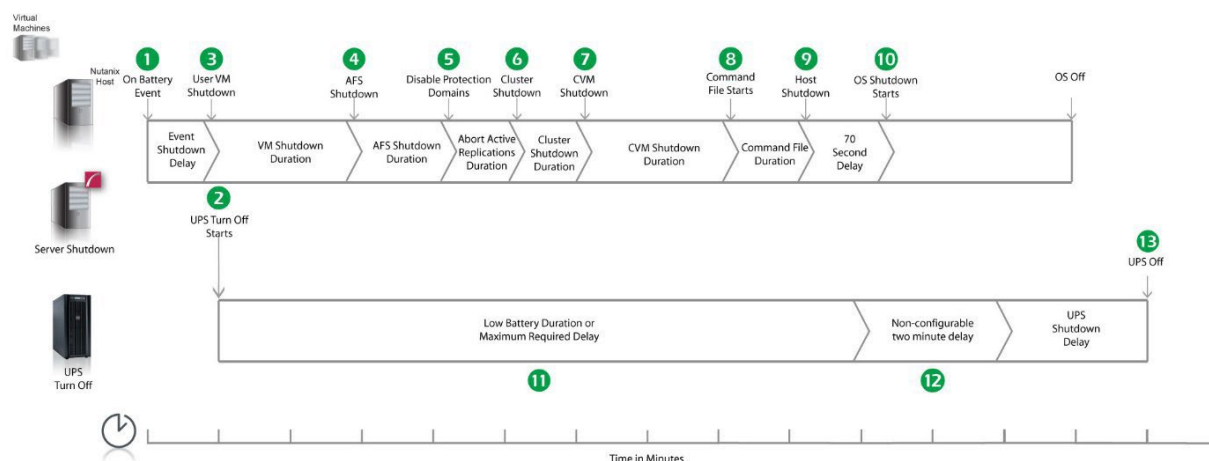 Virtual
Machines
Nutanix
Host
1
On Battery
Event
3
User VM
Shutdown
4
AFS
Shutdown
5
Disable Protection
Domains
6
Cluster
Shutdown
7
CVM
Shutdown
8
Command
File Starts
9
Host
Shutdown
10
OS Shutdown
Starts
OS Off
Event
Shutdown
Delay
VM Shutdown
Duration
AFS Shutdown
Duration
Abort Active
Replications
Duration
Cluster
Shutdown
Duration
CVM Shutdown
Duration
Command File
Duration
70
Second
Delay
Server Shutdown
2
UPS Turn Off
Starts
13
UPS Off
UPS
Turn Off
Low Battery Duration or
Maximum Required Delay
Non-configurable
two minute delay
UPS
Shutdown
Delay
11
12
Time in Minutes